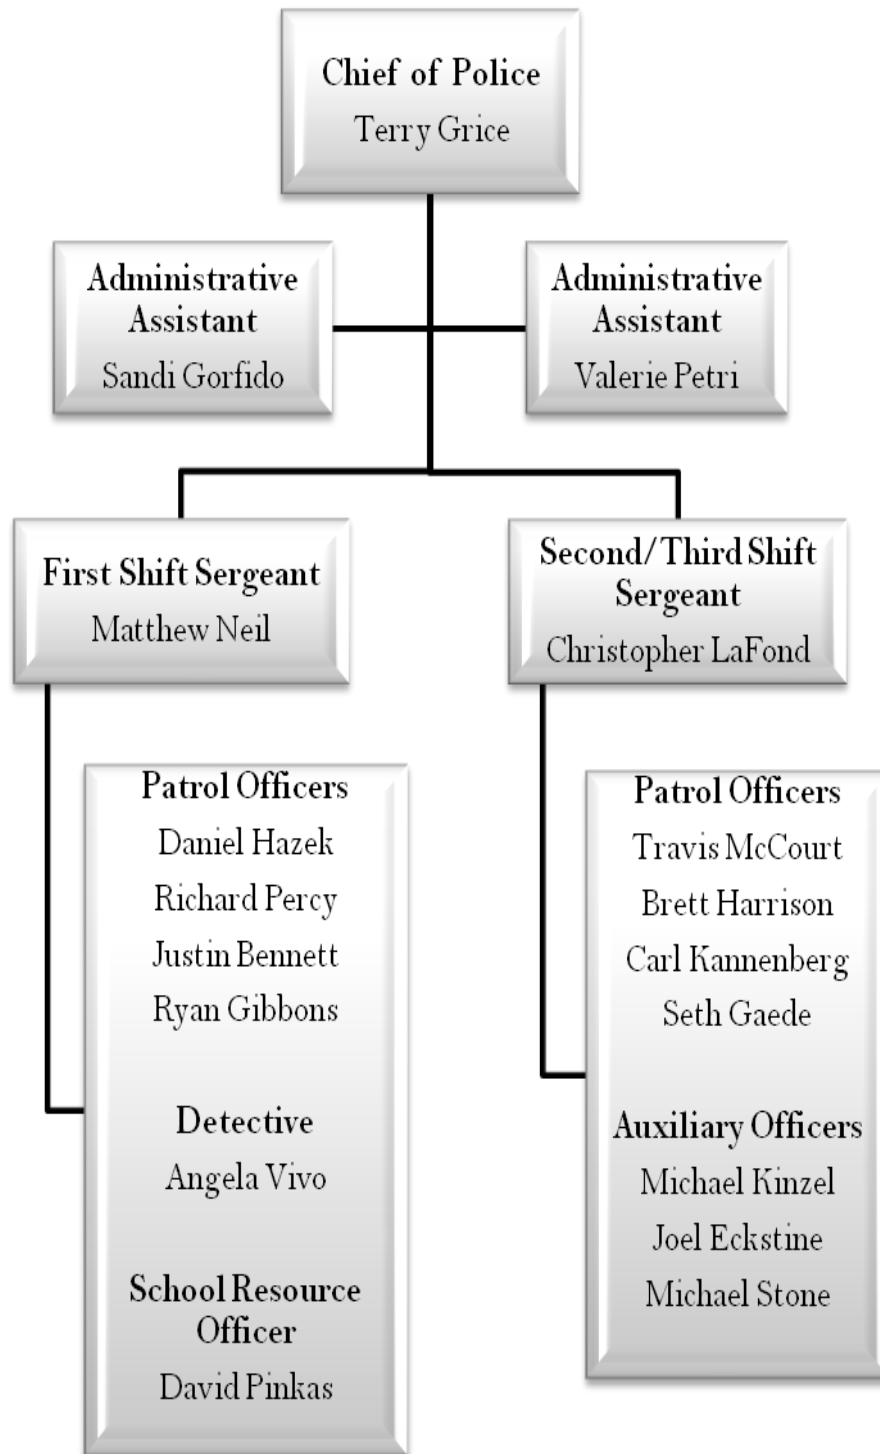 Chief of Police
Terry Grice
Administrative
Assistant
Sandi Gorfido
Administrative
Assistant
Valerie Petri
First Shift Sergeant
Matthew Neil
Second/Third Shift
Sergeant
Christopher LaFond
Patrol Officers
Daniel Hazek
Richard Percy
Justin Bennett
Ryan Gibbons
Detective
Angela Vivo
School Resource
Officer
David Pinkas
Patrol Officers
Travis McCourt
Brett Harrison
Carl Kannenberg
Seth Gaede
Auxiliary Officers
Michael Kinzel
Joel Eckstine
Michael Stone